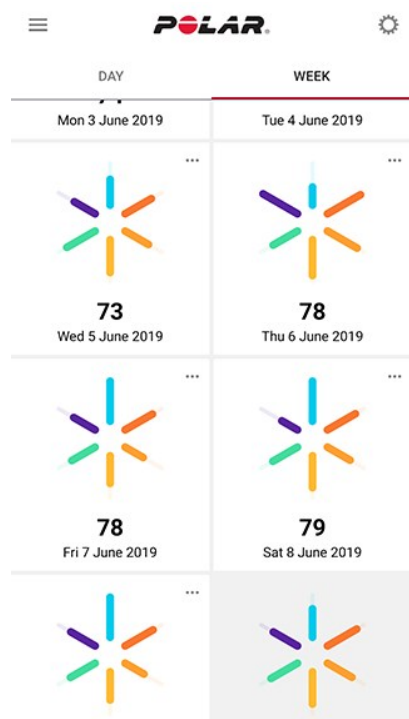 POLAR.
DAY WEEK
Mon 3 June 2019 Tue 4 June 2019
73 78
Wed 5 June 2019 Thu 6 June 2019
78 79
Fri 7 June 2019 Sat 8 June 2019